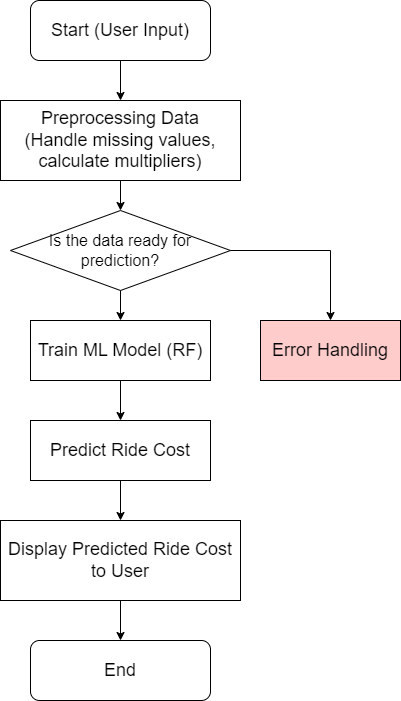 Start (User Input)
Preprocessing Data
(Handle missing values,
calculate multipliers)
Is the data ready for
prediction?
Train ML Model (RF)
Error Handling
Predict Ride Cost
Display Predicted Ride Cost
to User
End